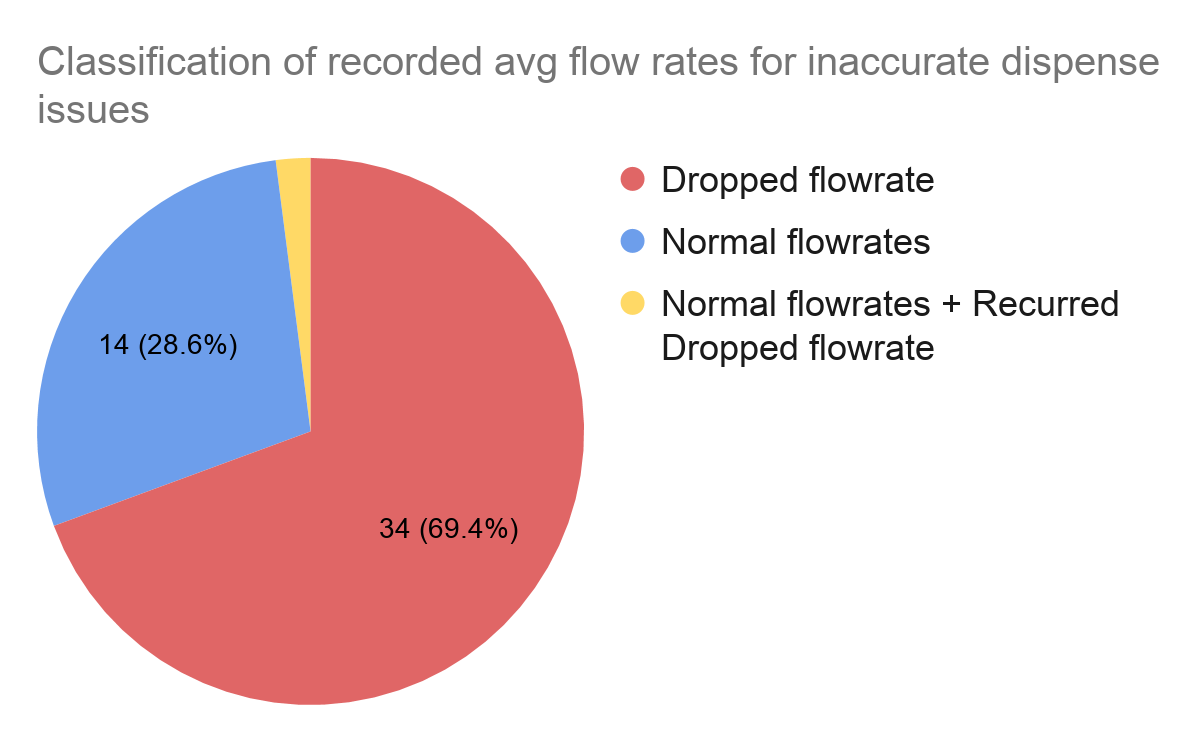 Classification of recorded avg flow rates for inaccurate dispense
issues
Dropped flowrate
Normal flowrates
Normal flowrates + Recurred
Dropped flowrate
14 (28.6%)
34 (69.4%)